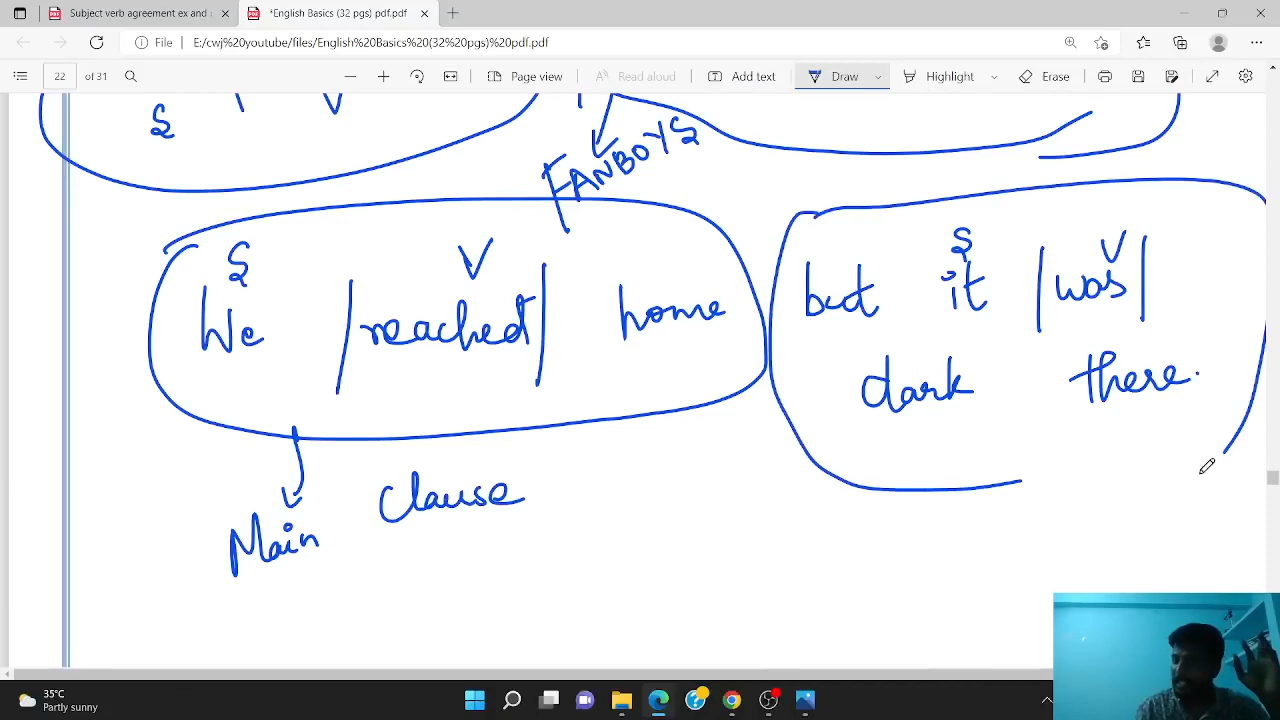 Subject verb agreement ex and
*English Basics (32 pgs) pdf.pdf
File
E:/cwj%20youtube/files/English%20Basics%20(32%20pgs)%20pdf.pdf
22 of 31
Page view
Read aloud
Add text
Draw
Highlight
Erase
S V
FANBOYS
S V S V
We reached home but it was
dark there.
Clause
Main
35°C
Partly sunny